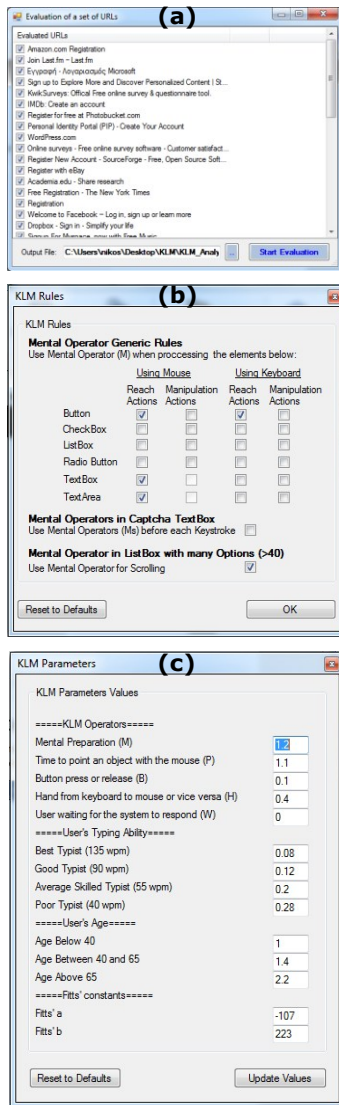 Evaluation of a set of URLs
(a)
Evaluated URLs
Amazon.com Registration
Join Last.fm – Last.fm
Εγγραφή - Λογαριασμός Microsoft
Sign up to Explore More and Discover Personalized Content | St...
KwikSurveys: Offical Free online survey & questionnaire tool.
IMDb: Create an account
Register for free at Photobucket.com
Personal Identity Portal (PIP) - Create Your Account
WordPress.com
Online surveys - Free online survey software - Customer satisfact...
Register New Account - SourceForge - Free, Open Source Soft...
Register with eBay
Academia.edu - Share research
Free Registration - The New York Times
Registration
Welcome to Facebook – Log in, sign up or learn more
Dropbox - Sign in - Simplify your life
Signup For Myspace, now with Free Music
Output File: C:\Users\nikos\Desktop\KLM\KLM_Analy ... Start Evaluation
KLM Rules
(b)
KLM Rules
Mental Operator Generic Rules
Use Mental Operator (M) when proccessing the elements below:
Using Mouse Using Keyboard
Reach Actions Manipulation Actions Reach Actions Manipulation Actions
Button
CheckBox
ListBox
Radio Button
TextBox
TextArea
Mental Operators in Captcha TextBox
Use Mental Operators (Ms) before each Keystroke
Mental Operator in ListBox with many Options (>40)
Use Mental Operator for Scrolling
Reset to Defaults OK
KLM Parameters
(c)
KLM Parameters Values
=====KLM Operators=====
Mental Preparation (M) 1.2
Time to point an object with the mouse (P) 1.1
Button press or release (B) 0.1
Hand from keyboard to mouse or vice versa (H) 0.4
User waiting for the system to respond (W) 0
=====User's Typing Ability=====
Best Typist (135 wpm) 0.08
Good Typist (90 wpm) 0.12
Average Skilled Typist (55 wpm) 0.2
Poor Typist (40 wpm) 0.28
=====User's Age=====
Age Below 40 1
Age Between 40 and 65 1.4
Age Above 65 2.2
=====Fitts' constants=====
Fitts' a -107
Fitts' b 223
Reset to Defaults Update Values